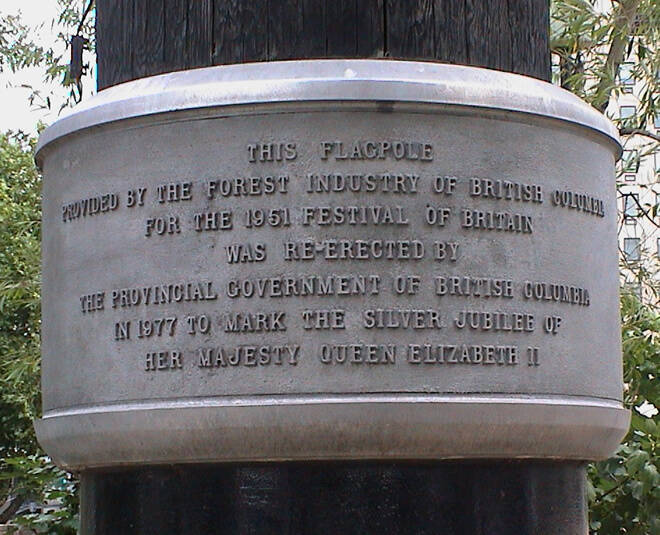 THIS FLAGPOLE
PROVIDED BY THE FOREST INDUSTRY OF BRITISH COLUMBIA
FOR THE 1951 FESTIVAL OF BRITAIN
WAS RE-ERECTED BY
THE PROVINCIAL GOVERNMENT OF BRITISH COLUMBIA
IN 1977 TO MARK THE SILVER JUBILEE OF
HER MAJESTY QUEEN ELIZABETH II